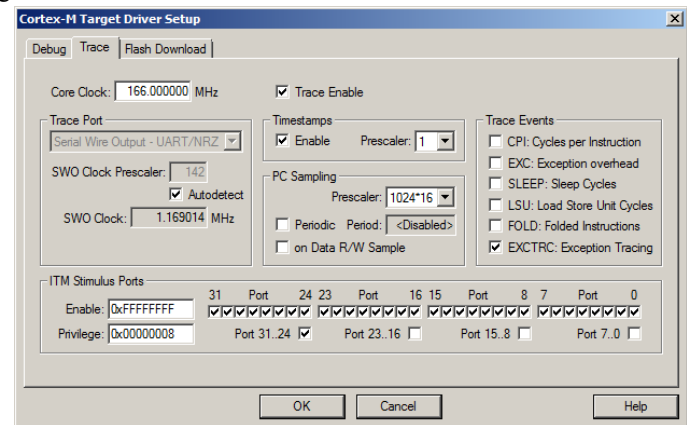 Cortex-M Target Driver Setup
Debug Trace Flash Download
Core Clock: 166.000000 MHz
Trace Enable
Trace Port
Serial Wire Output - UART/NRZ
SWO Clock Prescaler: 142
Autodetect
SWO Clock: 1.169014 MHz
Timestamps
Enable Prescaler: 1
PC Sampling
Prescaler: 1024*16
Periodic Period: <Disabled>
on Data R/W Sample
Trace Events
CPI: Cycles per Instruction
EXC: Exception overhead
SLEEP: Sleep Cycles
LSU: Load Store Unit Cycles
FOLD: Folded Instructions
EXCTRC: Exception Tracing
ITM Stimulus Ports
31 Port 24 23 Port 16 15 Port 8 7 Port 0
Enable: 0xFFFFFFFF
Privilege: 0x00000008 Port 31..24 Port 23..16 Port 15..8 Port 7..0
OK Cancel Help